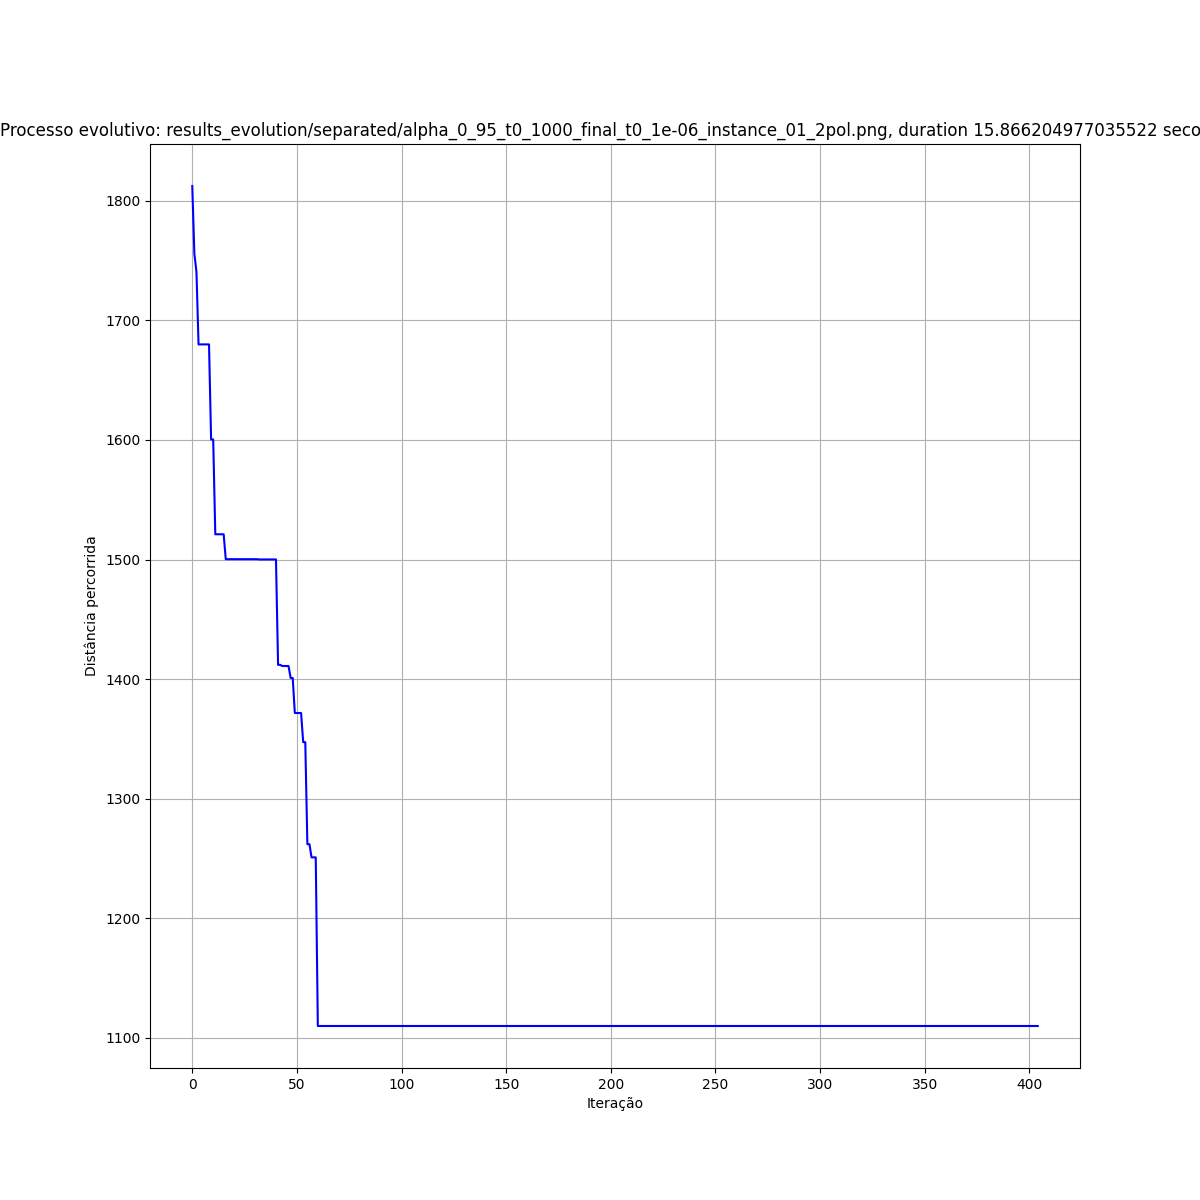 Processo evolutivo: results_evolution/separated/alpha_0_95_t0_1000_final_t0_1e-06_instance_01_2pol.png, duration 15.866204977035522 seco
1800
1700
1600
1500
1400
1300
1200
1100
Distância percorrida
0 50 100 150 200 250 300 350 400
Iteração